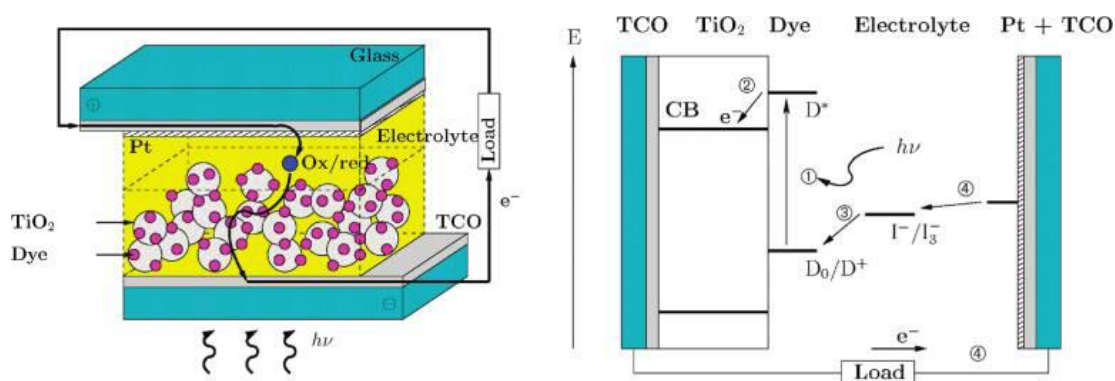 Glass
⊕
Electrolyte
Pt
Ox/red
Load
e⁻
TiO₂
TCO
Dye
⊖
hν
TCO TiO₂ Dye Electrolyte Pt + TCO
E
②
CB
e⁻
D*
hν
①
④
③
I⁻/I₃⁻
D₀/D⁺
e⁻
④
Load